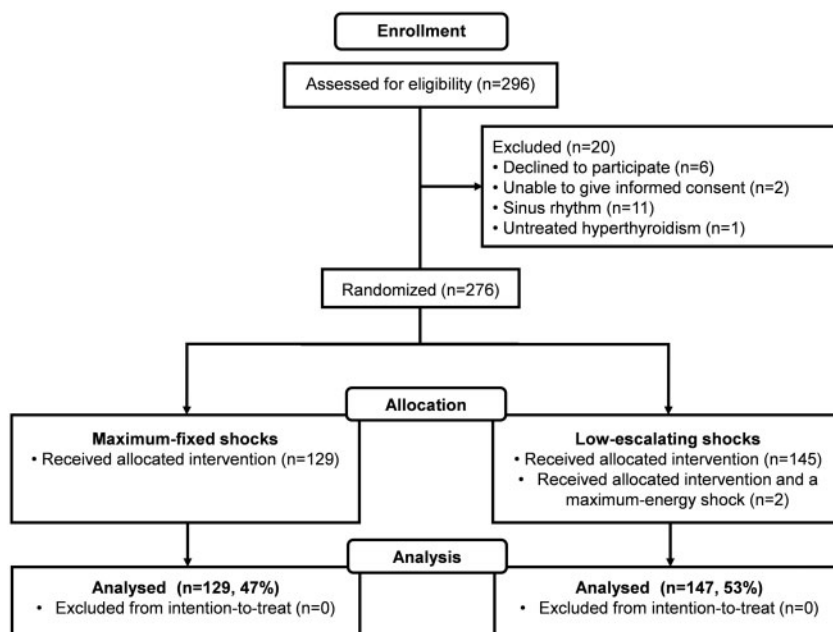 Enrollment
Assessed for eligibility (n=296)
Excluded (n=20)
• Declined to participate (n=6)
• Unable to give informed consent (n=2)
• Sinus rhythm (n=11)
• Untreated hyperthyroidism (n=1)
Randomized (n=276)
Allocation
Maximum-fixed shocks
• Received allocated intervention (n=129)
Low-escalating shocks
• Received allocated intervention (n=145)
• Received allocated intervention and a
maximum-energy shock (n=2)
Analysis
Analysed (n=129, 47%)
• Excluded from intention-to-treat (n=0)
Analysed (n=147, 53%)
• Excluded from intention-to-treat (n=0)